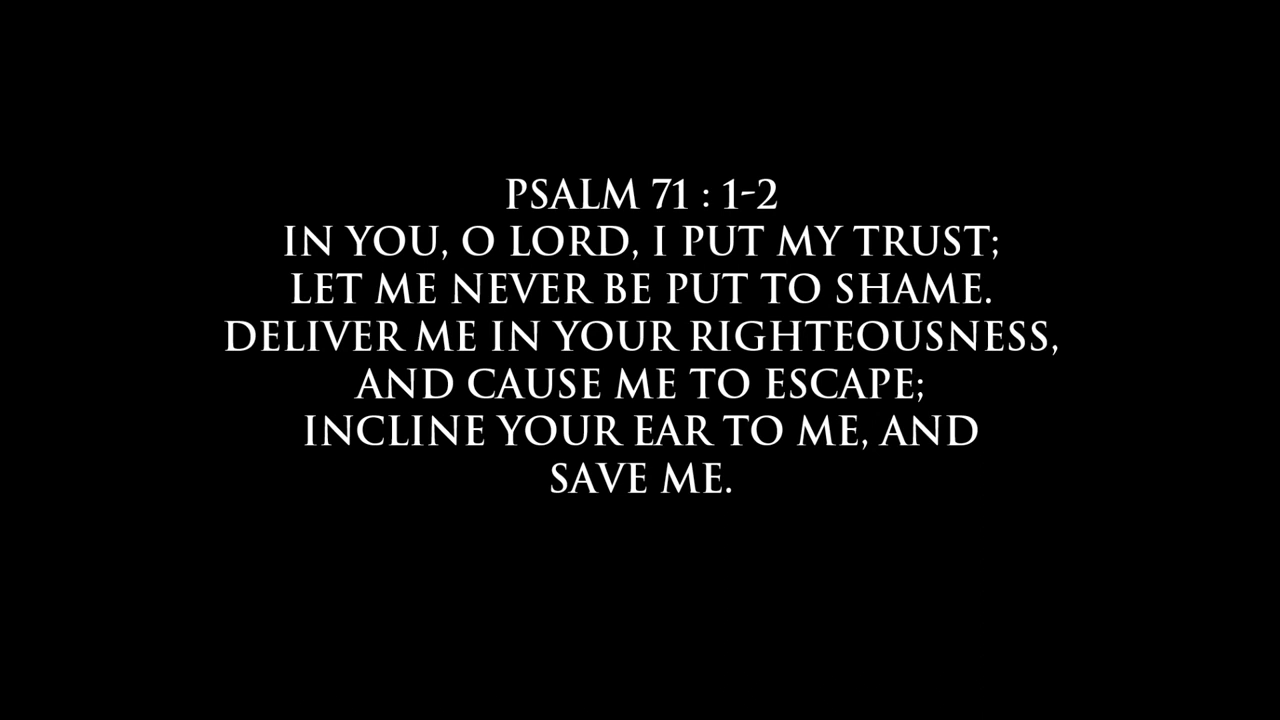 PSALM 71 : 1-2
IN YOU, O LORD, I PUT MY TRUST;
LET ME NEVER BE PUT TO SHAME.
DELIVER ME IN YOUR RIGHTEOUSNESS,
AND CAUSE ME TO ESCAPE;
INCLINE YOUR EAR TO ME, AND
SAVE ME.